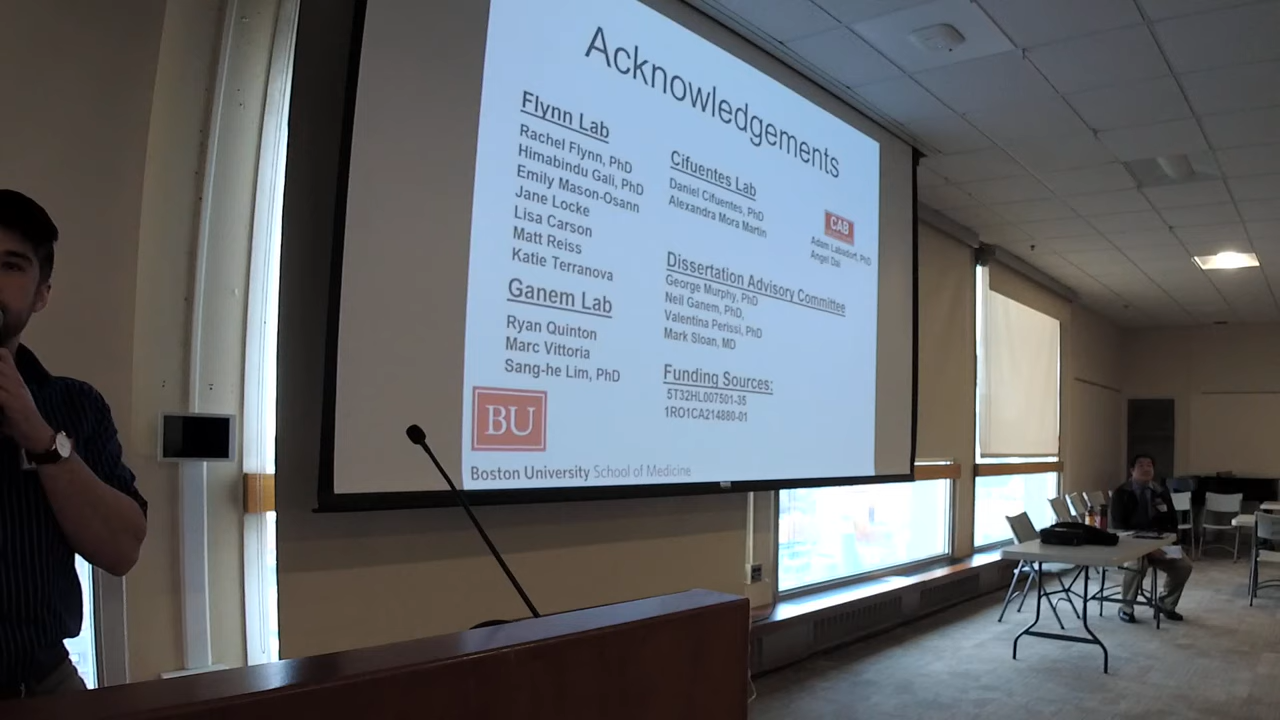 Acknowledgements
Flynn Lab
Rachel Flynn, PhD
Himabindu Gali, PhD
Emily Mason-Osann
Jane Locke
Lisa Carson
Matt Reiss
Katie Terranova
Ganem Lab
Ryan Quinton
Marc Vittoria
Sang-he Lim, PhD
Cifuentes Lab
Daniel Cifuentes, PhD
Alexandra Mora Martin
CAB
Adam Labadorf, PhD
Angel Dai
Dissertation Advisory Committee
George Murphy, PhD
Neil Ganem, PhD,
Valentina Perissi, PhD
Mark Sloan, MD
Funding Sources:
5T32HL007501-35
1RO1CA214880-01
BU
Boston University School of Medicine